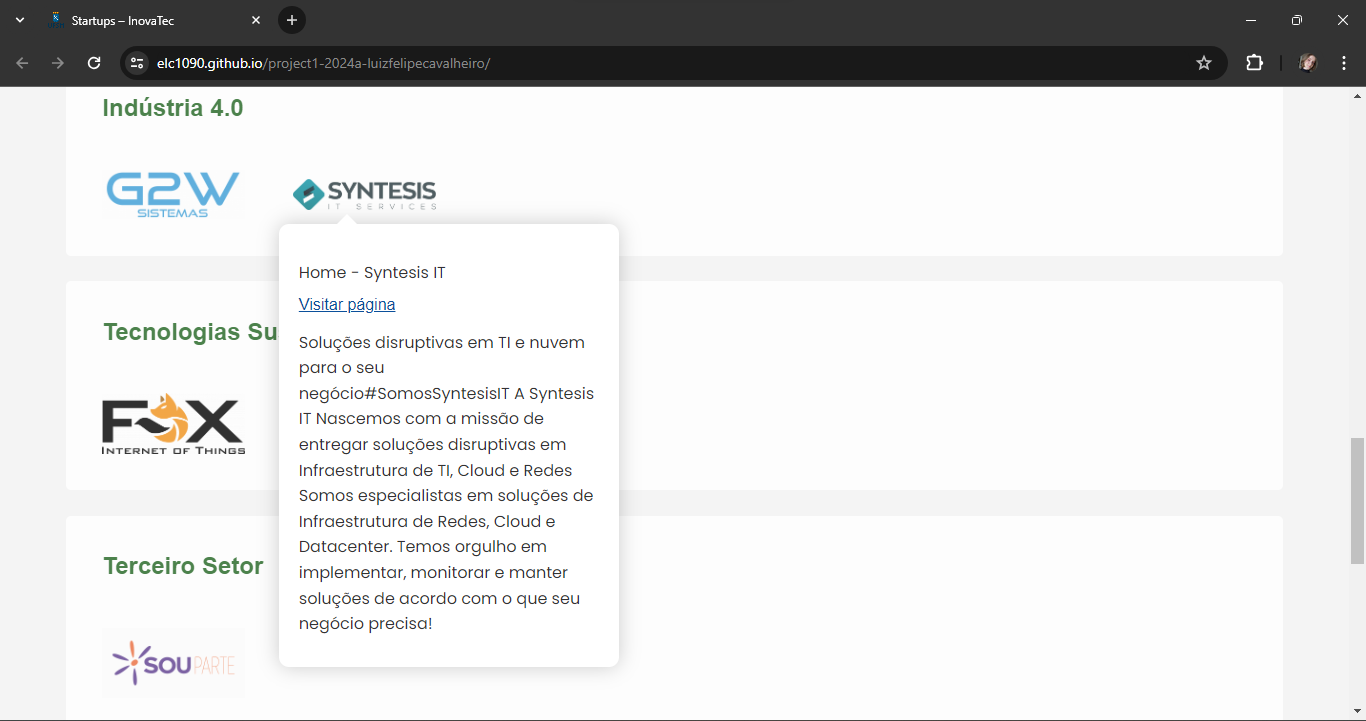 Startups – InovaTec
elc1090.github.io/project1-2024a-luizfelipecavalheiro/
Indústria 4.0
G2W
SISTEMAS
SYNTESIS
IT SERVICES
Home - Syntesis IT
Visitar página
Soluções disruptivas em TI e nuvem
para o seu
negócio#SomosSyntesisIT A Syntesis
IT Nascemos com a missão de
entregar soluções disruptivas em
Infraestrutura de TI, Cloud e Redes
Somos especialistas em soluções de
Infraestrutura de Redes, Cloud e
Datacenter. Temos orgulho em
implementar, monitorar e manter
soluções de acordo com o que seu
negócio precisa!
Tecnologias Su
FOX
INTERNET OF THINGS
Terceiro Setor
SOUPARTE